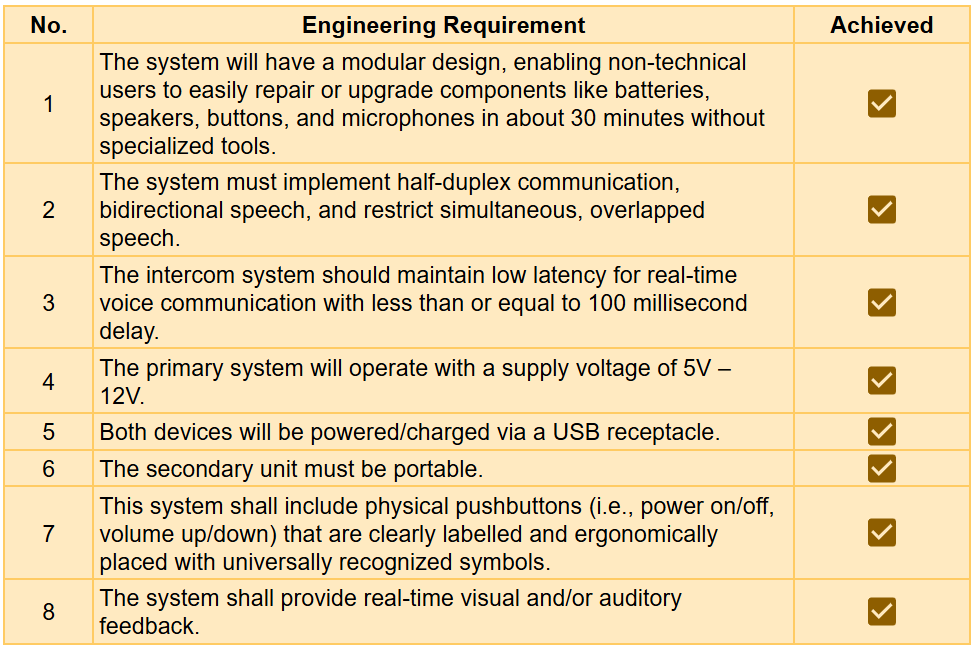 No. Engineering Requirement Achieved
The system will have a modular design, enabling non-technical
users to easily repair or upgrade components like batteries,
1
speakers, buttons, and microphones in about 30 minutes without
specialized tools.
The system must implement half-duplex communication,
2 bidirectional speech, and restrict simultaneous, overlapped
speech.
The intercom system should maintain low latency for real-time
3 voice communication with less than or equal to 100 millisecond
delay.
The primary system will operate with a supply voltage of 5V –
4
12V.
5 Both devices will be powered/charged via a USB receptacle.
6 The secondary unit must be portable.
This system shall include physical pushbuttons (i.e., power on/off,
7 volume up/down) that are clearly labelled and ergonomically
placed with universally recognized symbols.
The system shall provide real-time visual and/or auditory
8
feedback.